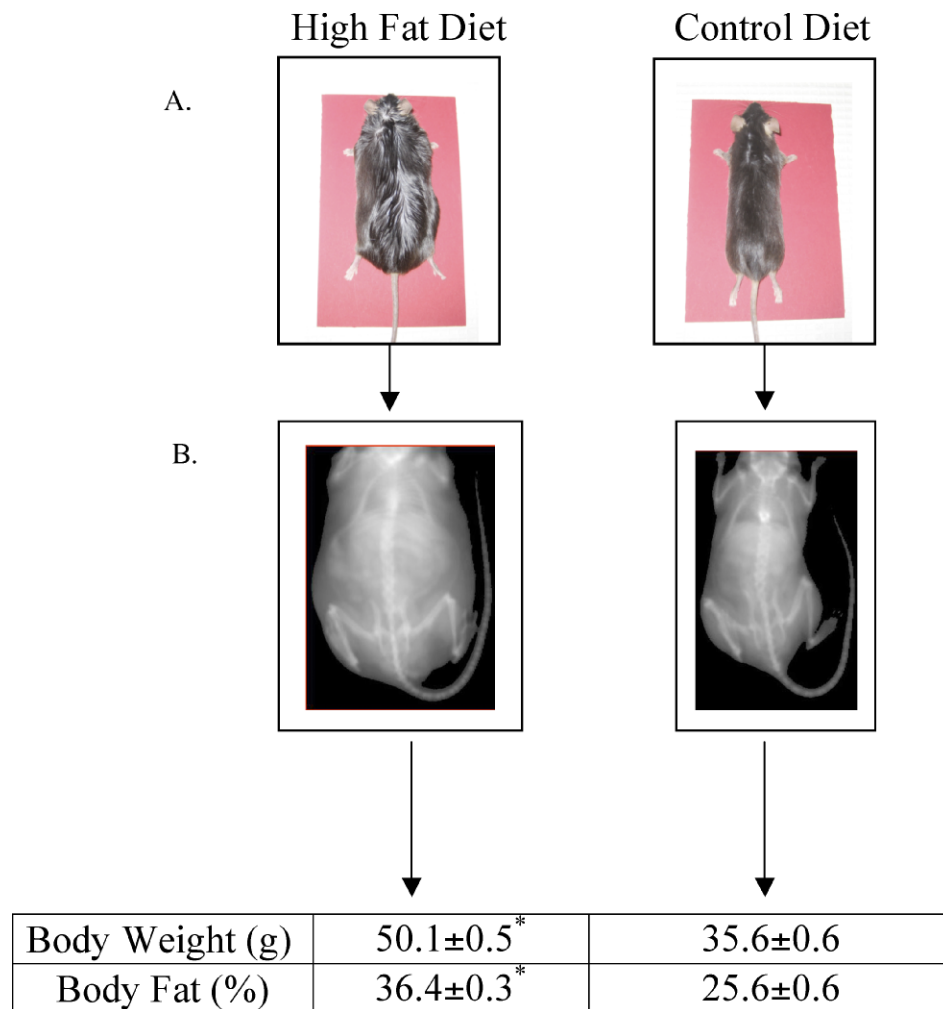 High Fat Diet Control Diet
A.
B.
Body Weight (g) 50.1±0.5* 35.6±0.6
Body Fat (%) 36.4±0.3* 25.6±0.6